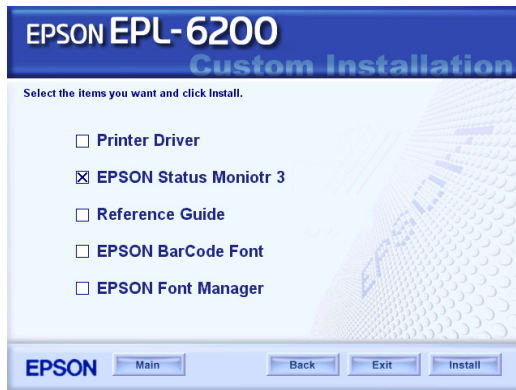 EPSON EPL-6200
Custom Installation
Select the items you want and click Install.
Printer Driver
EPSON Status Moniotr 3
Reference Guide
EPSON BarCode Font
EPSON Font Manager
EPSON
EPSON Main Back Exit Install